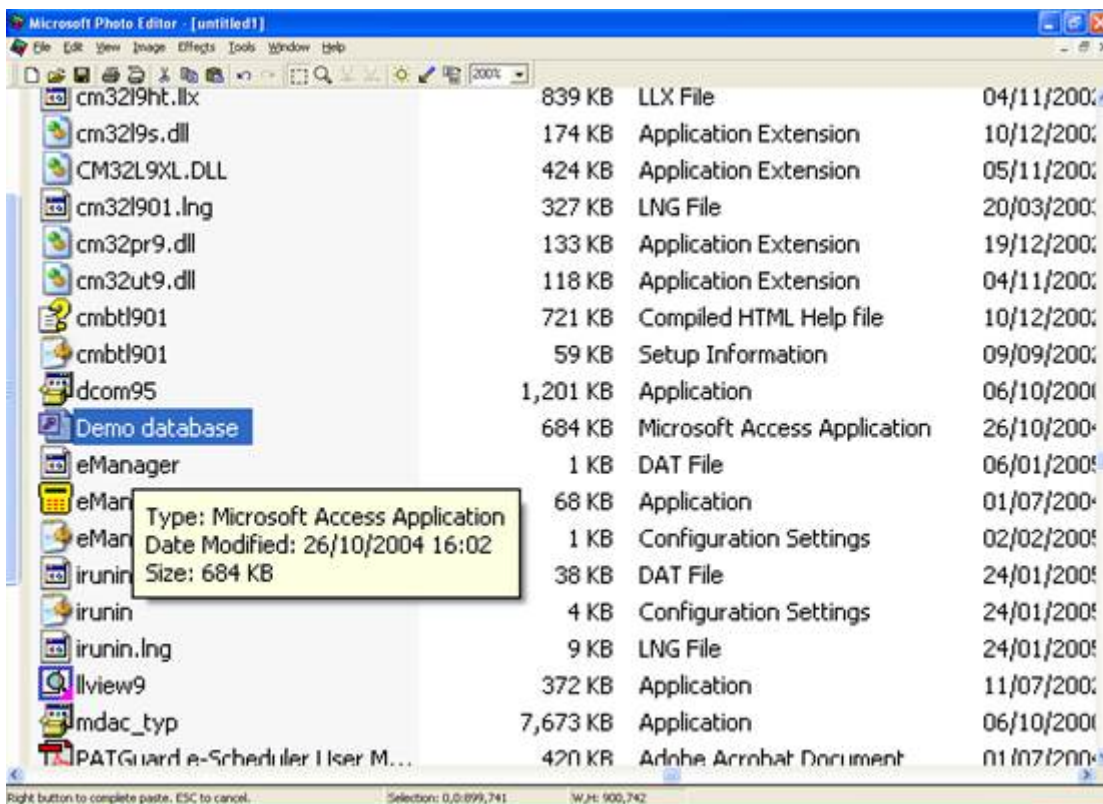 Microsoft Photo Editor - [untitled1]
File Edit View Image Effects Tools Window Help
200%
cm32l9ht.llx 839 KB LLX File 04/11/2002
cm32l9s.dll 174 KB Application Extension 10/12/2002
CM32L9XL.DLL 424 KB Application Extension 05/11/2002
cm32l901.lng 327 KB LNG File 20/03/200
cm32pr9.dll 133 KB Application Extension 19/12/200
cm32ut9.dll 118 KB Application Extension 04/11/200
cmbtl901 721 KB Compiled HTML Help file 10/12/200
cmbtl901 59 KB Setup Information 09/09/200
dcom95 1,201 KB Application 06/10/200
Demo database 684 KB Microsoft Access Application 26/10/200
eManager 1 KB DAT File 06/01/200
eMan 68 KB Application 01/07/200
eMan 1 KB Configuration Settings 02/02/200
Type: Microsoft Access Application
Date Modified: 26/10/2004 16:02
Size: 684 KB
irunin 38 KB DAT File 24/01/200
irunin 4 KB Configuration Settings 24/01/200
irunin.lng 9 KB LNG File 24/01/200
llview9 372 KB Application 11/07/200
mdac_typ 7,673 KB Application 06/10/200
PATGuard e-Scheduler User M... 420 KB Adobe Acrobat Document 01/07/200
Right button to complete paste. ESC to cancel. Selection: 0,0:899,741 W,H: 900,742